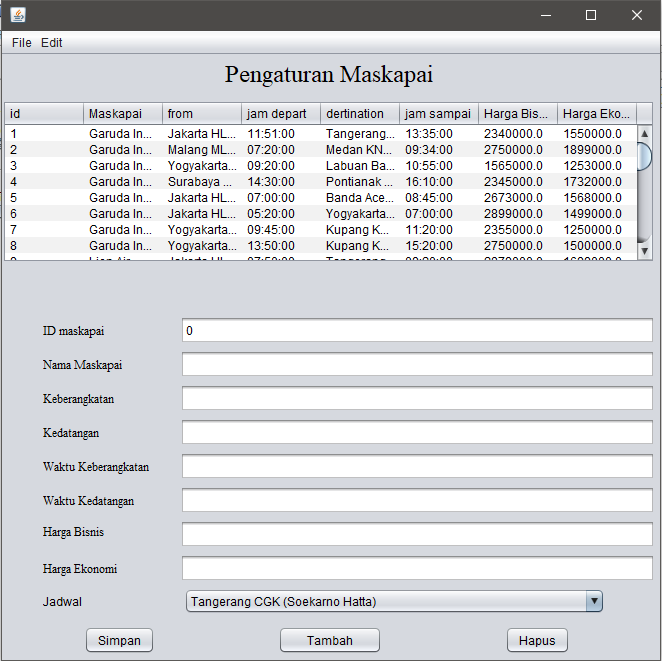 File Edit
Pengaturan Maskapai
id Maskapai from jam depart dertination jam sampai Harga Bis... Harga Eko...
1 Garuda In... Jakarta HL... 11:51:00 Tangerang... 13:35:00 2340000.0 1550000.0
2 Garuda In... Malang ML... 07:20:00 Medan KN... 09:34:00 2750000.0 1899000.0
3 Garuda In... Yogyakarta... 09:20:00 Labuan Ba... 10:55:00 1565000.0 1253000.0
4 Garuda In... Surabaya ... 14:30:00 Pontianak ... 16:10:00 2345000.0 1732000.0
5 Garuda In... Jakarta HL... 07:00:00 Banda Ace... 08:45:00 2673000.0 1568000.0
6 Garuda In... Jakarta HL... 05:20:00 Yogyakarta... 07:00:00 2899000.0 1499000.0
7 Garuda In... Yogyakarta... 09:45:00 Kupang K... 11:20:00 2355000.0 1250000.0
8 Garuda In... Yogyakarta... 13:50:00 Kupang K... 15:20:00 2750000.0 1500000.0
ID maskapai 0
Nama Maskapai
Keberangkatan
Kedatangan
Waktu Keberangkatan
Waktu Kedatangan
Harga Bisnis
Harga Ekonomi
Jadwal Tangerang CGK (Soekarno Hatta)
Simpan Tambah Hapus